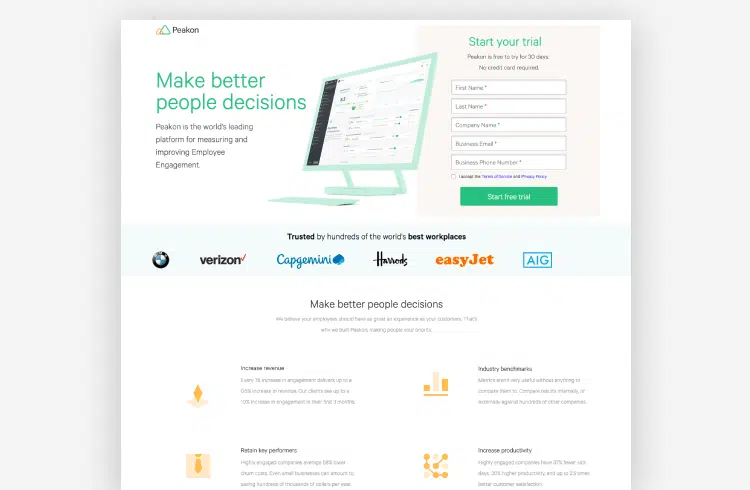 Peakon
Make better
people decisions
Peakon is the world's leading
platform for measuring and
improving Employee
Engagement.
Start your trial
Peakon is free to try for 30 days.
No credit card required.
First Name *
Last Name *
Company Name *
Business Email *
Business Phone Number *
I accept the Terms of Service and Privacy Policy
Start free trial
Trusted by hundreds of the world's best workplaces
BMW
verizon
Capgemini
Harrods
easyJet
AIG
Make better people decisions
We believe your employees should have as great an experience as your customers. That's
why we built Peakon, making people your priority.
Increase revenue
Every 1% increase in engagement delivers up to a
0.6% increase in revenue. Our clients see up to a
10% increase in engagement in their first 3 months.
Industry benchmarks
Metrics aren't very useful without anything to
compare them to. Compare results internally, or
externally against hundreds of other companies.
Retain key performers
Highly engaged companies average 59% lower
churn costs. Even small businesses can amount to
saving hundreds of thousands of dollars per year.
Increase productivity
Highly engaged companies have 37% fewer sick
days, 20% higher productivity, and up to 2.3 times
better customer satisfaction.